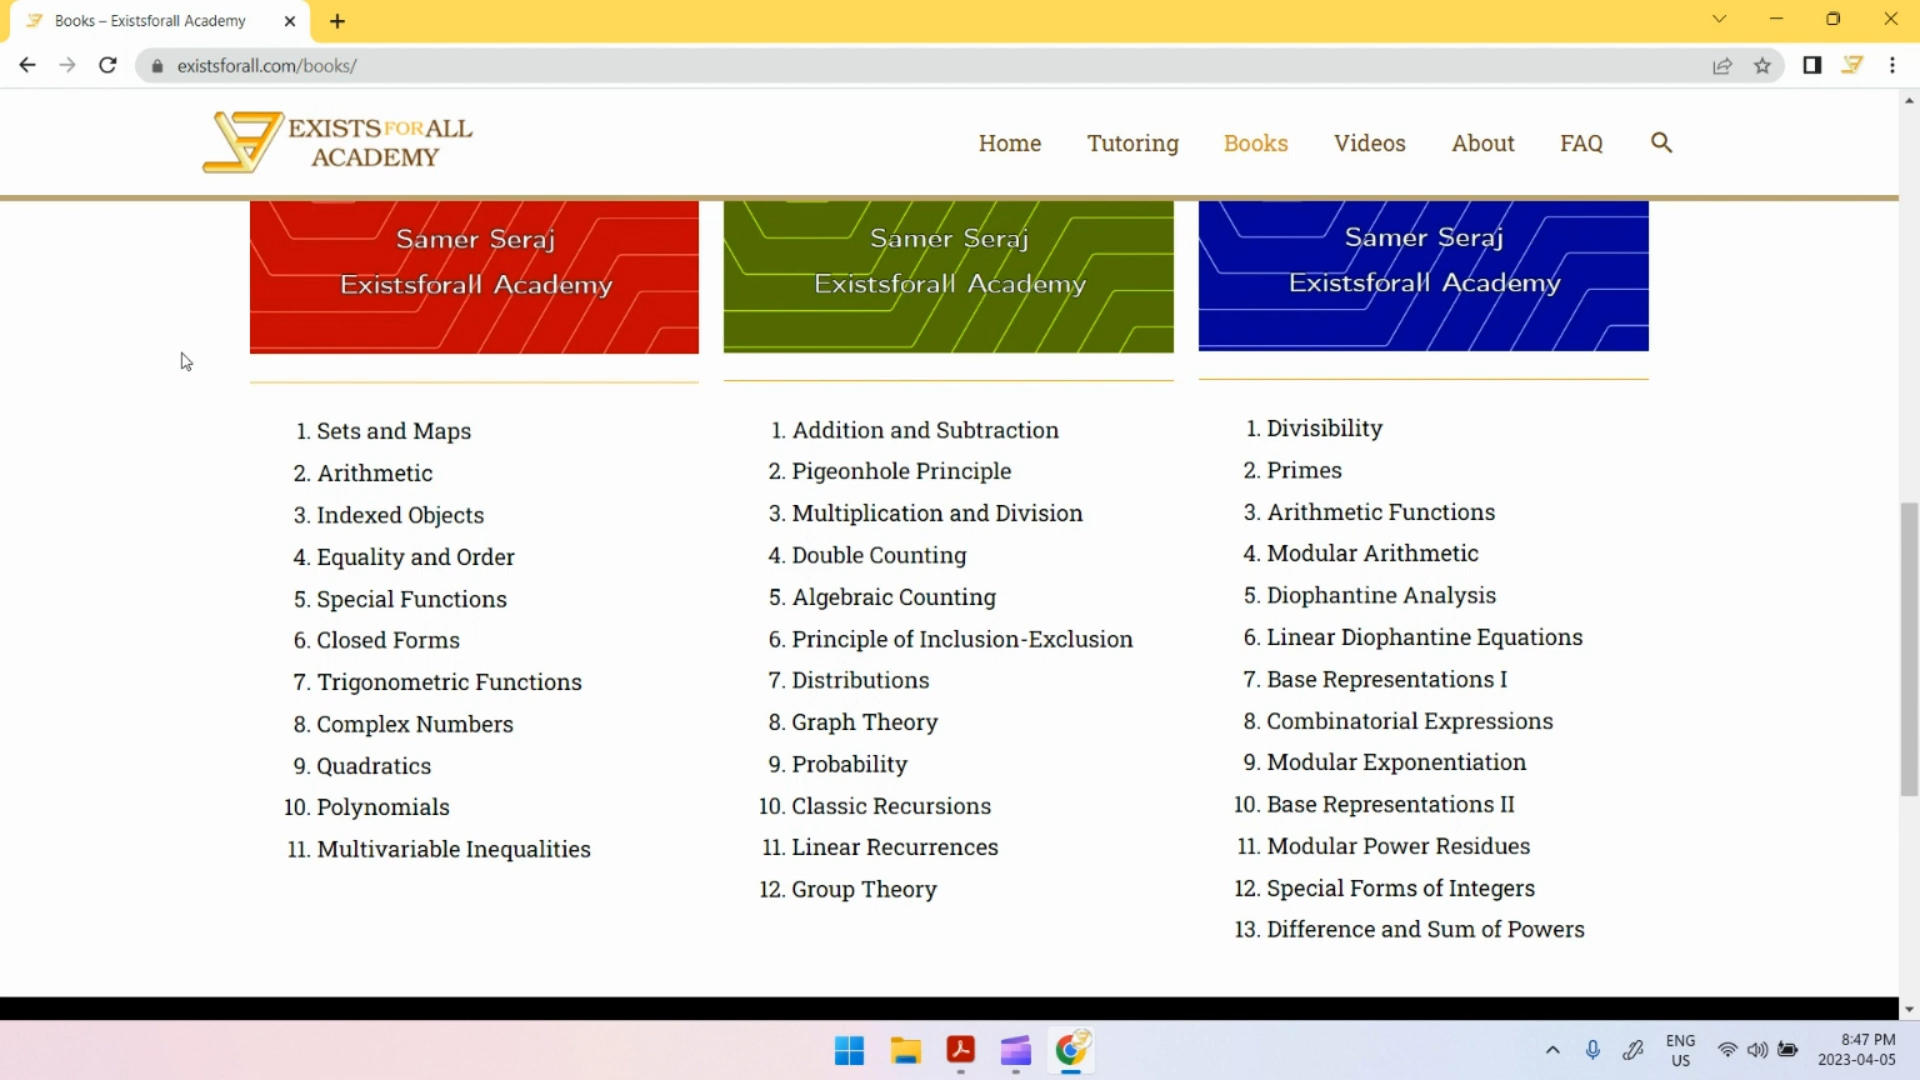 Books – Existsforall Academy
existsforall.com/books/
EXISTS FOR ALL
ACADEMY
Home
Tutoring
Books
Videos
About
FAQ
Samer Seraj
Existsforall Academy
Samer Seraj
Existsforall Academy
Samer Seraj
Existsforall Academy
1. Sets and Maps
2. Arithmetic
3. Indexed Objects
4. Equality and Order
5. Special Functions
6. Closed Forms
7. Trigonometric Functions
8. Complex Numbers
9. Quadratics
10. Polynomials
11. Multivariable Inequalities
1. Addition and Subtraction
2. Pigeonhole Principle
3. Multiplication and Division
4. Double Counting
5. Algebraic Counting
6. Principle of Inclusion-Exclusion
7. Distributions
8. Graph Theory
9. Probability
10. Classic Recursions
11. Linear Recurrences
12. Group Theory
1. Divisibility
2. Primes
3. Arithmetic Functions
4. Modular Arithmetic
5. Diophantine Analysis
6. Linear Diophantine Equations
7. Base Representations I
8. Combinatorial Expressions
9. Modular Exponentiation
10. Base Representations II
11. Modular Power Residues
12. Special Forms of Integers
13. Difference and Sum of Powers
ENG
US
8:47 PM
2023-04-05